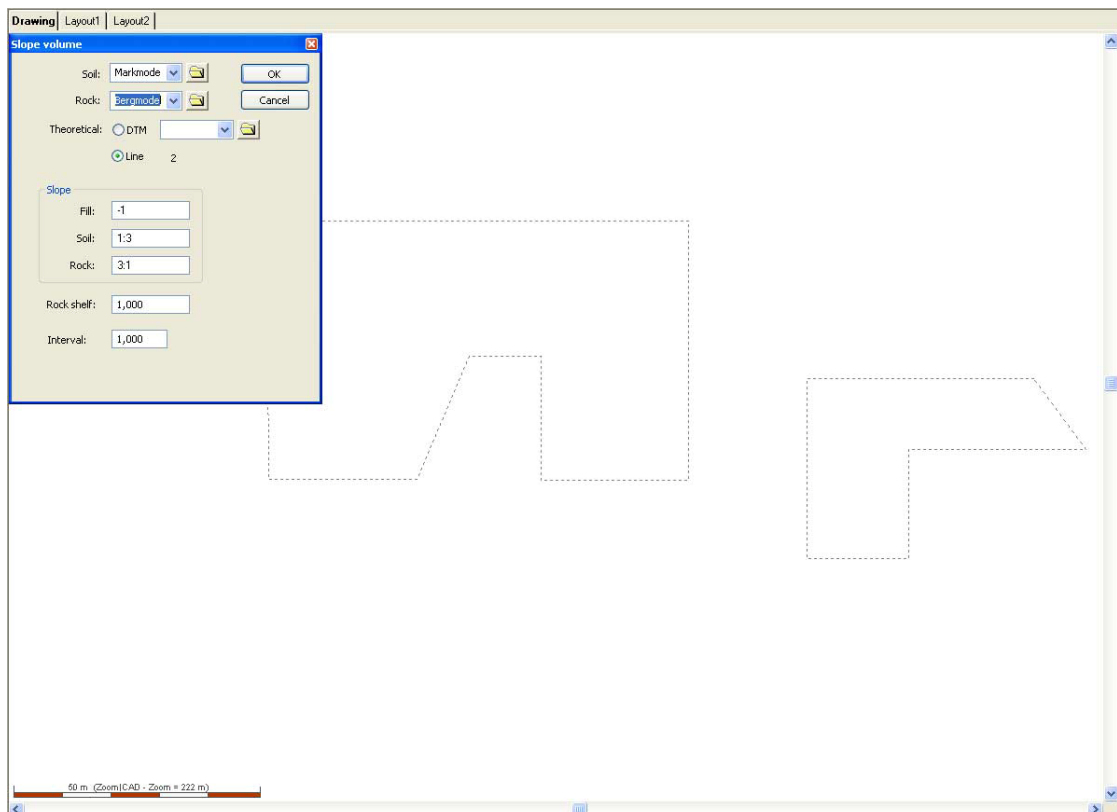 Drawing Layout1 Layout2
Slope volume
Soil: Markmode OK
Rock: Bergmodel Cancel
Theoretical: DTM
Line 2
Slope
Fill: -1
Soil: 1:3
Rock: 3:1
Rock shelf: 1,000
Interval: 1,000
50 m (Zoom|CAD - Zoom = 222 m)